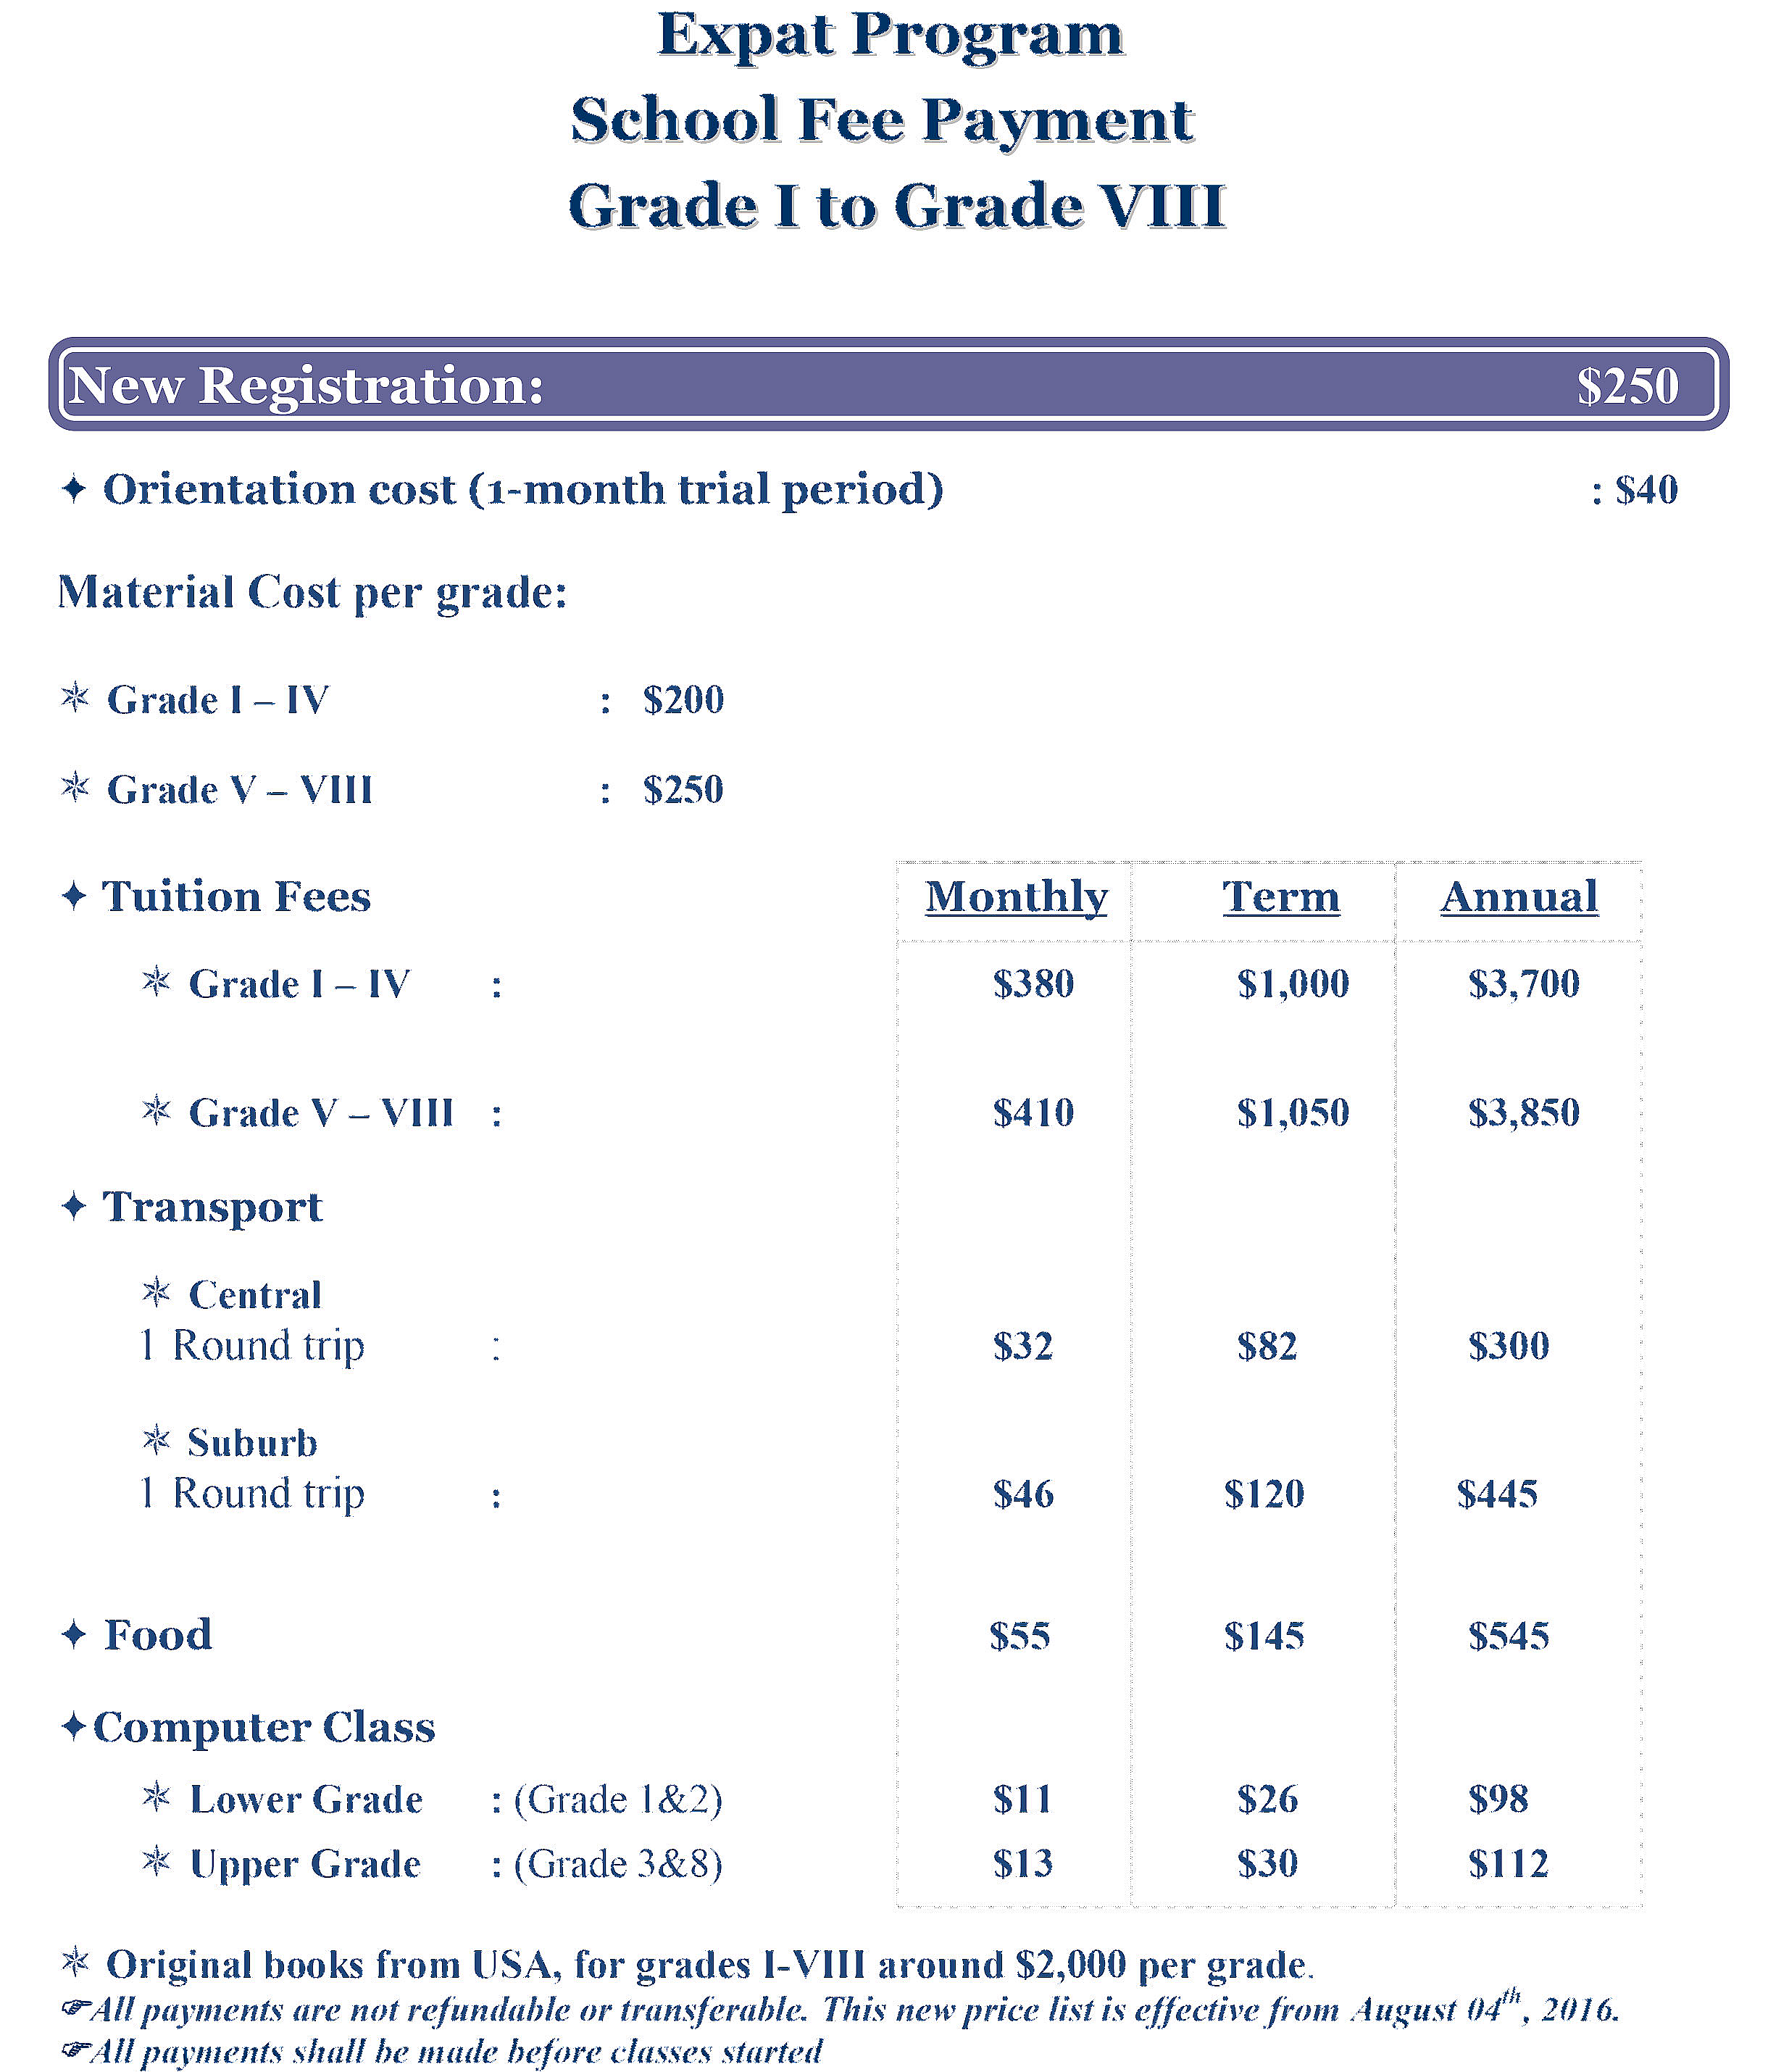 Expat Program
School Fee Payment
Grade I to Grade VIII
New Registration: $250
✦ Orientation cost (1-month trial period) : $40
Material Cost per grade:
✶ Grade I – IV : $200
✶ Grade V – VIII : $250
✦ Tuition Fees Monthly Term Annual
✶ Grade I – IV : $380 $1,000 $3,700
✶ Grade V – VIII : $410 $1,050 $3,850
✦ Transport
✶ Central
1 Round trip : $32 $82 $300
✶ Suburb
1 Round trip : $46 $120 $445
✦ Food $55 $145 $545
✦Computer Class
✶ Lower Grade : (Grade 1&2) $11 $26 $98
✶ Upper Grade : (Grade 3&8) $13 $30 $112
✶ Original books from USA, for grades I-VIII around $2,000 per grade.
☞All payments are not refundable or transferable. This new price list is effective from August 04th, 2016.
☞All payments shall be made before classes started